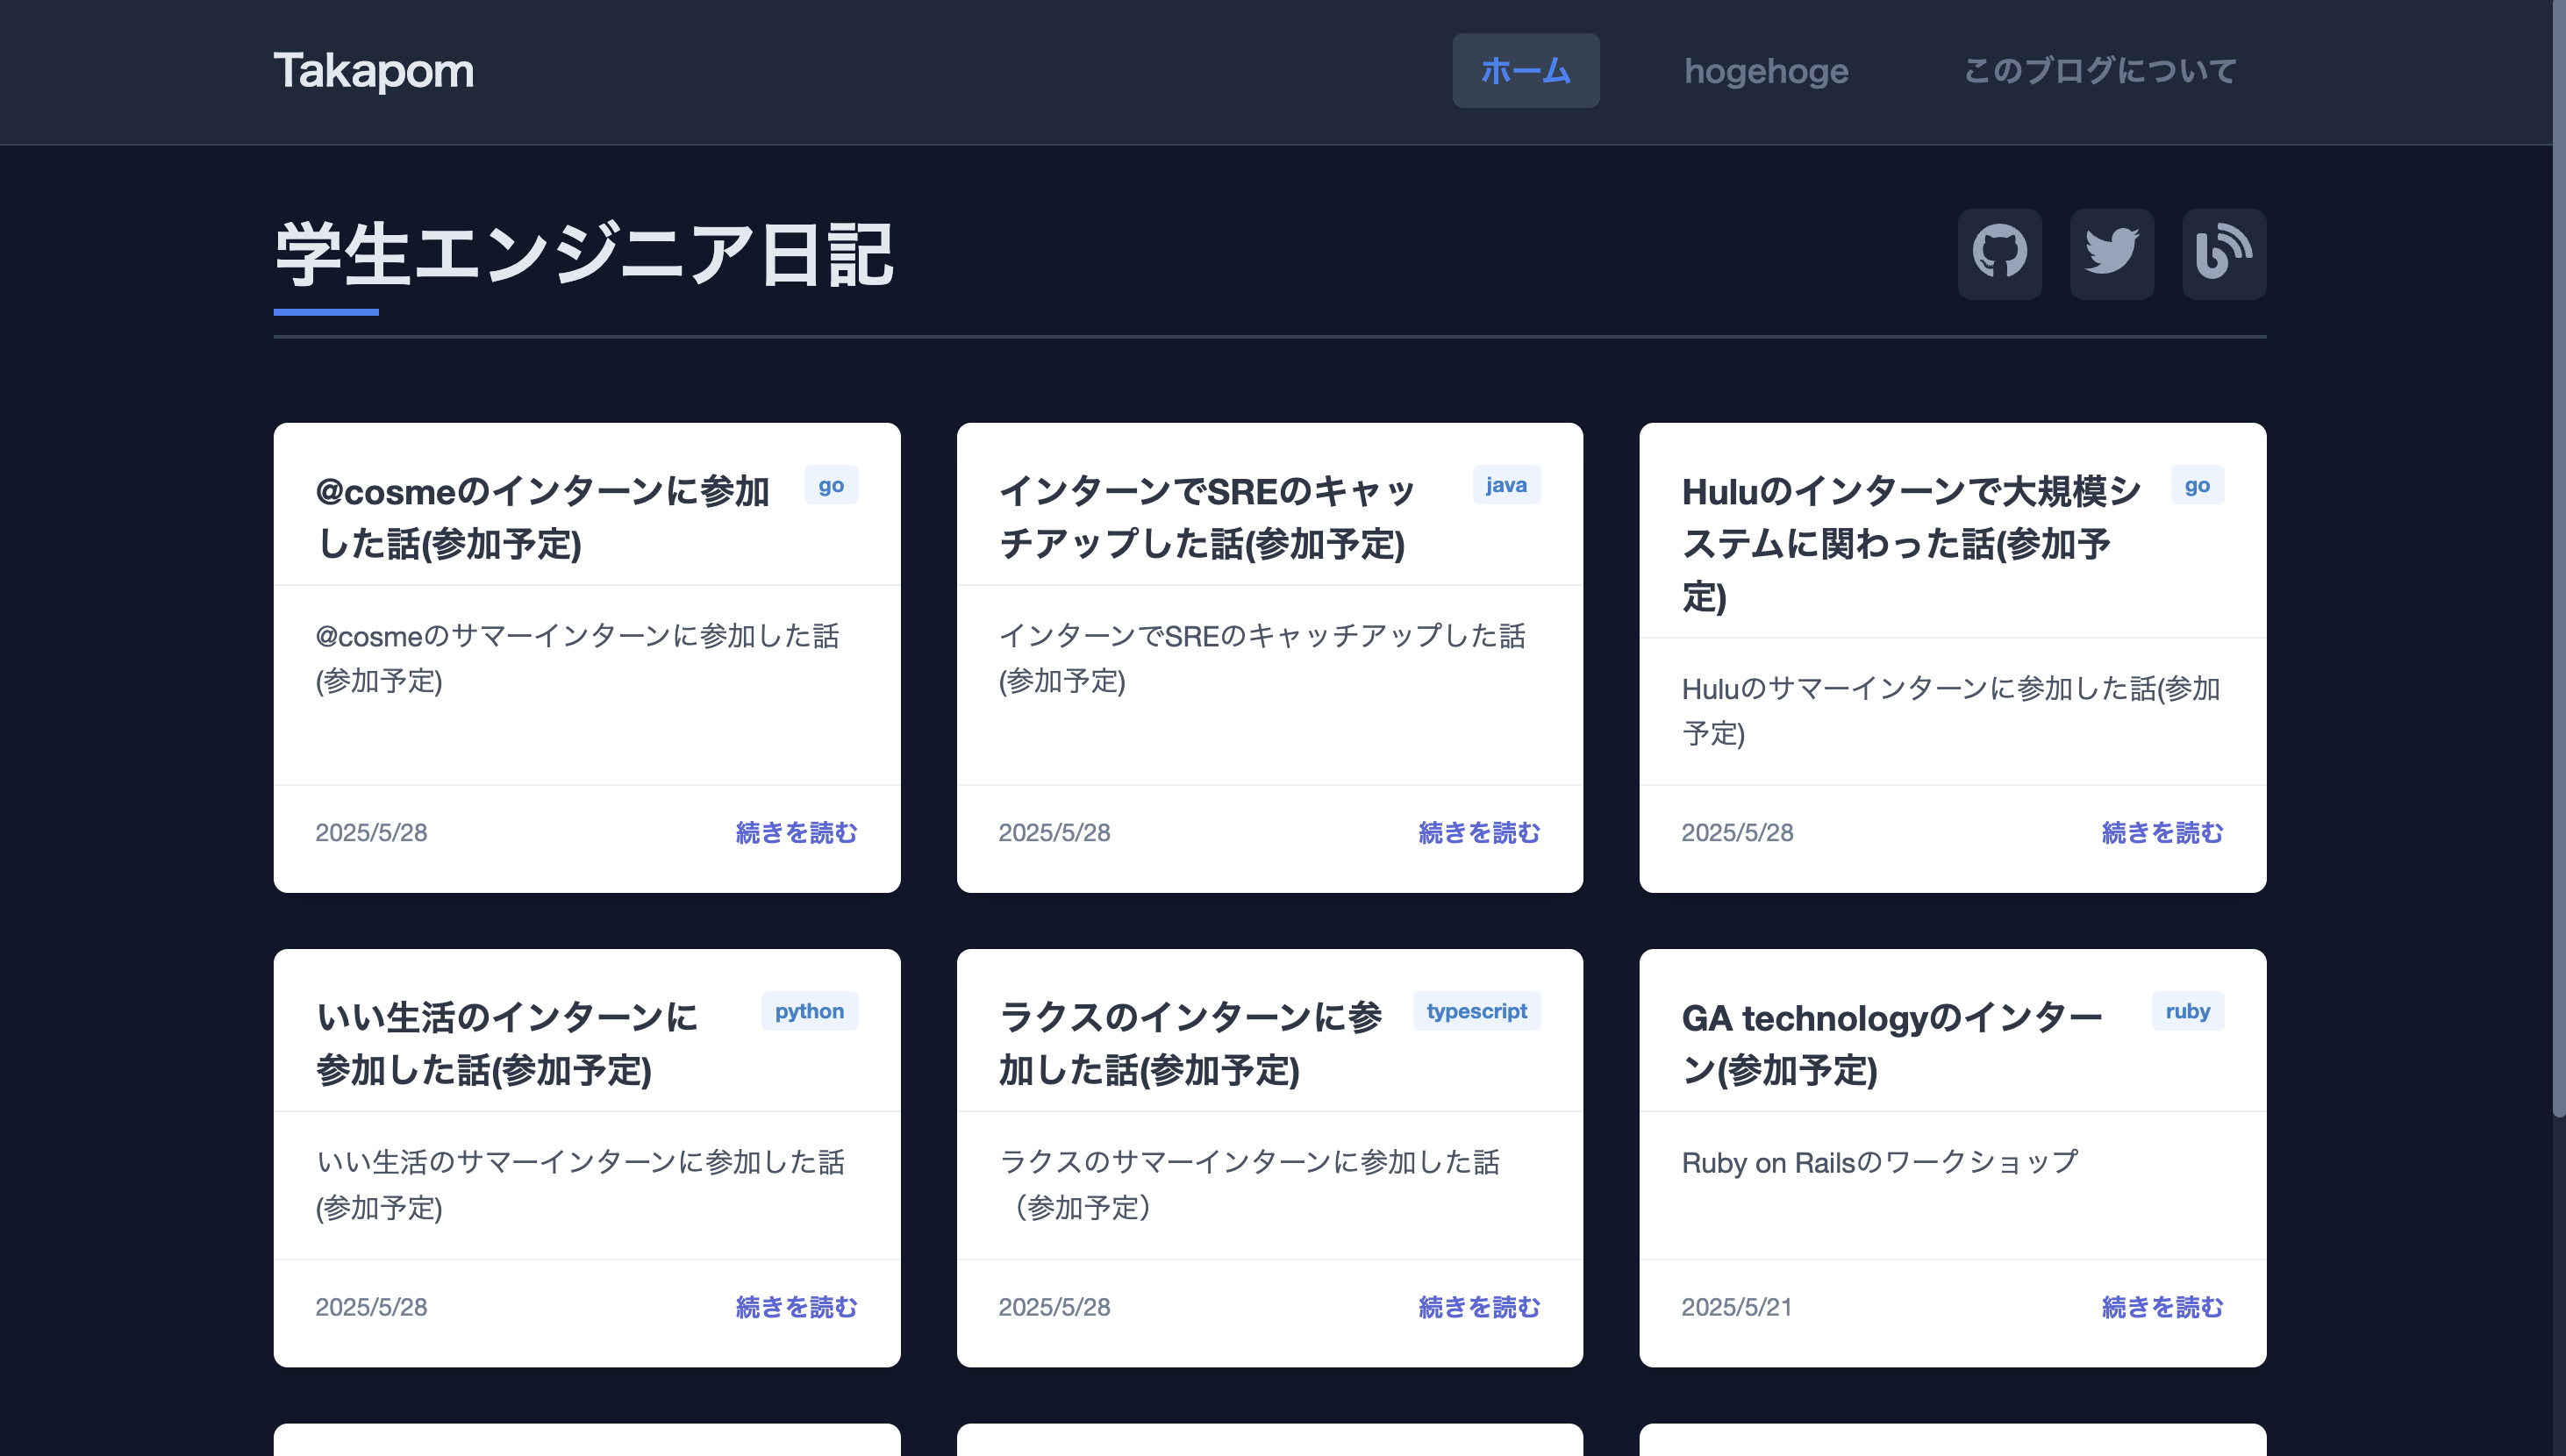 Takapom
ホーム
hogehoge
このブログについて
学生エンジニア日記
@cosmeのインターンに参加
した話(参加予定)
go
@cosmeのサマーインターンに参加した話
(参加予定)
2025/5/28
続きを読む
インターンでSREのキャッ
チアップした話(参加予定)
java
インターンでSREのキャッチアップした話
(参加予定)
2025/5/28
続きを読む
Huluのインターンで大規模シ
ステムに関わった話(参加予
定)
go
Huluのサマーインターンに参加した話(参加
予定)
2025/5/28
続きを読む
いい生活のインターンに
参加した話(参加予定)
python
いい生活のサマーインターンに参加した話
(参加予定)
2025/5/28
続きを読む
ラクスのインターンに参
加した話(参加予定)
typescript
ラクスのサマーインターンに参加した話
（参加予定）
2025/5/28
続きを読む
GA technologyのインター
ン(参加予定)
ruby
Ruby on Railsのワークショップ
2025/5/21
続きを読む